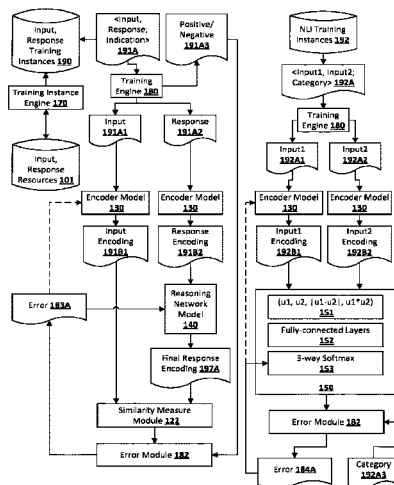 Input,
Response
Training
Instances 190
Training Instance
Engine 170
Input,
Response
Resources 101
<Input,
Response;
Indication>
191A
Positive/
Negative
191A3
Training
Engine 180
Input
191A1
Response
191A2
Encoder Model
130
Encoder Model
130
Input
Encoding
191B1
Response
Encoding
191B2
Error 183A
Reasoning
Network
Model
140
Final Response
Encoding 197A
Similarity Measure
Module 122
Error Module 182
NLI Training
Instances 192
<Input1, Input2;
Category> 192A
Training
Engine 180
Input1
192A1
Input2
192A2
Encoder Model
130
Encoder Model
130
Input1
Encoding
192B1
Input2
Encoding
192B2
(u1, u2, |u1-u2|, u1*u2)
151
Fully-connected Layers
152
3-way Softmax
153
150
Error Module 182
Error 184A
Category
192A3